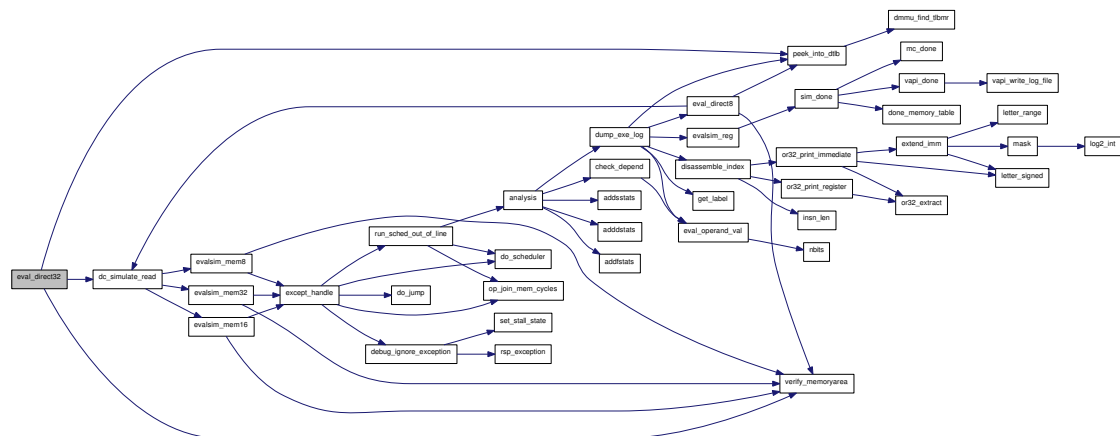 dmmu_find_tlbmr
peek_into_dtlb
mc_done
vapi_done
vapi_write_log_file
sim_done
eval_direct8
done_memory_table
letter_range
dump_exe_log
evalsim_reg
extend_imm
mask
log2_int
or32_print_immediate
check_depend
disassemble_index
letter_signed
or32_print_register
analysis
addsstats
get_label
or32_extract
insn_len
adddstats
run_sched_out_of_line
eval_operand_val
nbits
addfstats
evalsim_mem8
do_scheduler
eval_direct32
dc_simulate_read
evalsim_mem32
except_handle
do_jump
op_join_mem_cycles
evalsim_mem16
set_stall_state
debug_ignore_exception
rsp_exception
verify_memoryarea